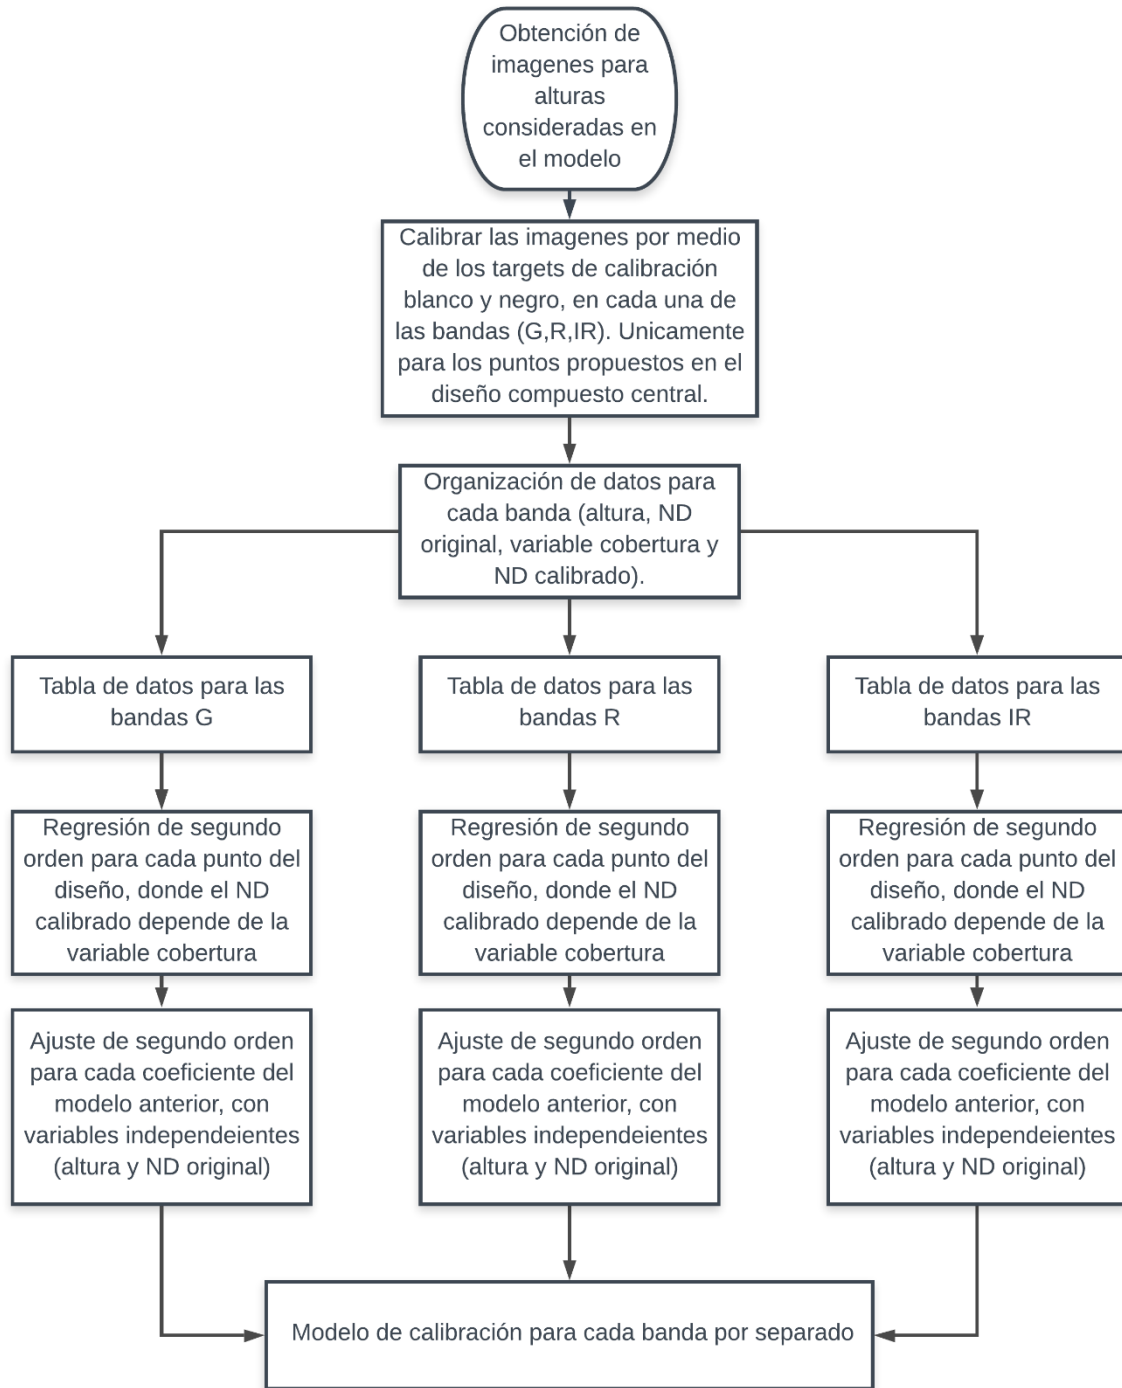 Obtención de
imagenes para
alturas
consideradas en
el modelo
Calibrar las imagenes por medio
de los targets de calibración
blanco y negro, en cada una de
las bandas (G,R,IR). Unicamente
para los puntos propuestos en el
diseño compuesto central.
Organización de datos para
cada banda (altura, ND
original, variable cobertura y
ND calibrado).
Tabla de datos para las
bandas G
Tabla de datos para las
bandas R
Tabla de datos para las
bandas IR
Regresión de segundo
orden para cada punto del
diseño, donde el ND
calibrado depende de la
variable cobertura
Regresión de segundo
orden para cada punto del
diseño, donde el ND
calibrado depende de la
variable cobertura
Regresión de segundo
orden para cada punto del
diseño, donde el ND
calibrado depende de la
variable cobertura
Ajuste de segundo orden
para cada coeficiente del
modelo anterior, con
variables independeientes
(altura y ND original)
Ajuste de segundo orden
para cada coeficiente del
modelo anterior, con
variables independeientes
(altura y ND original)
Ajuste de segundo orden
para cada coeficiente del
modelo anterior, con
variables independeientes
(altura y ND original)
Modelo de calibración para cada banda por separado